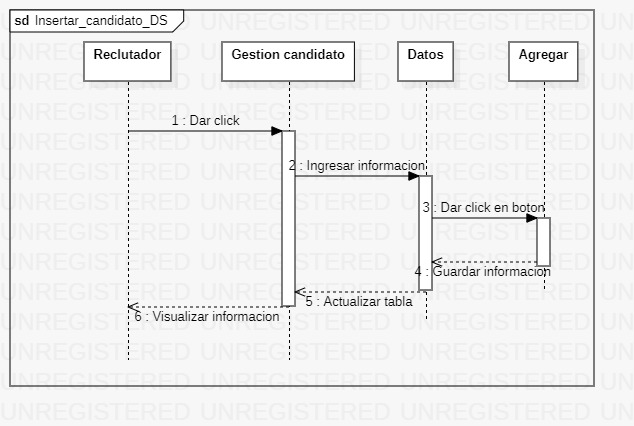 sd Insertar_candidato_DS
Reclutador
Gestion candidato
Datos
Agregar
1 : Dar click
2 : Ingresar informacion
3 : Dar click en boton
4 : Guardar informacion
5 : Actualizar tabla
6 : Visualizar informacion
UNREGISTERED UNREGISTERED UNREGISTERED UNREGISTERED